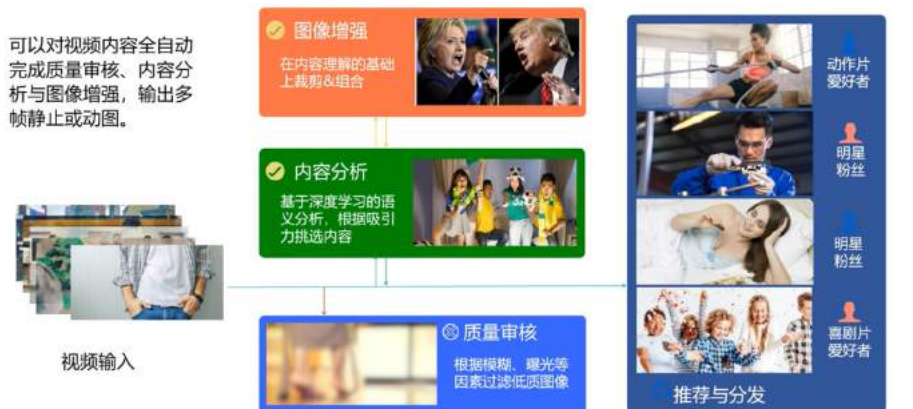 可以对视频内容全自动
完成质量审核、内容分
析与图像增强，输出多
帧静止或动图。
视频输入
图像增强
在内容理解的基础
上裁剪&组合
内容分析
基于深度学习的语
义分析，根据吸引
力挑选内容
质量审核
根据模糊、曝光等
因素过滤低质图像
动作片
爱好者
明星
粉丝
明星
粉丝
喜剧片
爱好者
推荐与分发